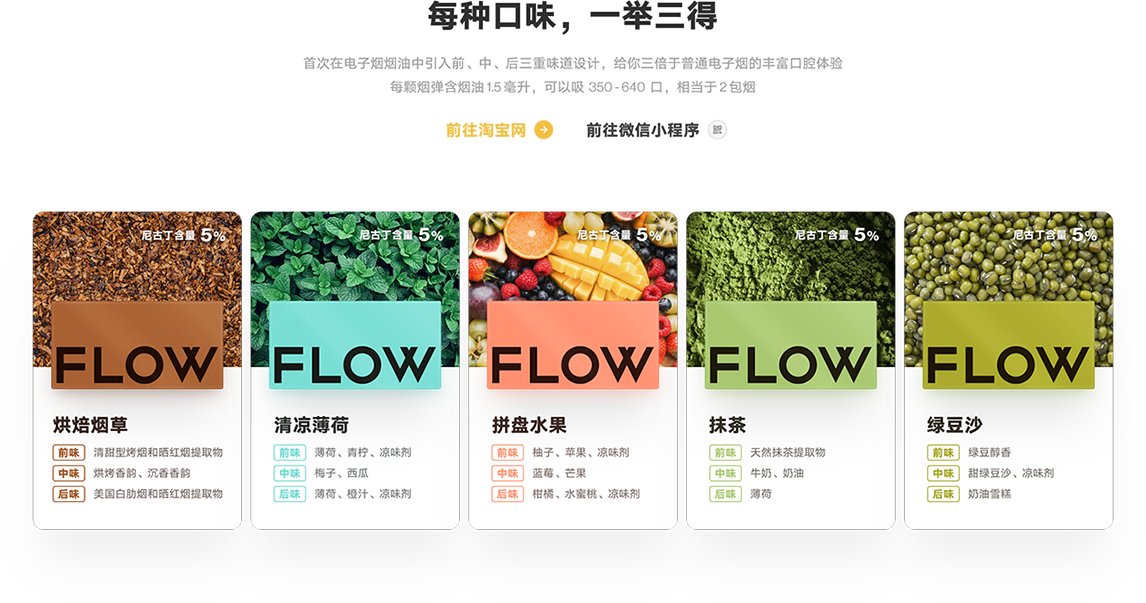 每种口味，一举三得
首次在电子烟烟油中引入前、中、后三重味道设计，给你三倍于普通电子烟的丰富口腔体验
每颗烟弹含烟油1.5毫升，可以吸 350-640 口，相当于2包烟
前往淘宝网
前往微信小程序
尼古丁含量 5%
FLOW
烘焙烟草
前味 清甜型烤烟和晒红烟提取物
中味 烘烤香韵、沉香香韵
后味 美国白肋烟和晒红烟提取物
尼古丁含量 5%
FLOW
清凉薄荷
前味 薄荷、青柠、凉味剂
中味 梅子、西瓜
后味 薄荷、橙汁、凉味剂
尼古丁含量 5%
FLOW
拼盘水果
前味 柚子、苹果、凉味剂
中味 蓝莓、芒果
后味 柑橘、水蜜桃、凉味剂
尼古丁含量 5%
FLOW
抹茶
前味 天然抹茶提取物
中味 牛奶、奶油
后味 薄荷
尼古丁含量 5%
FLOW
绿豆沙
前味 绿豆醇香
中味 甜绿豆沙、凉味剂
后味 奶油雪糕